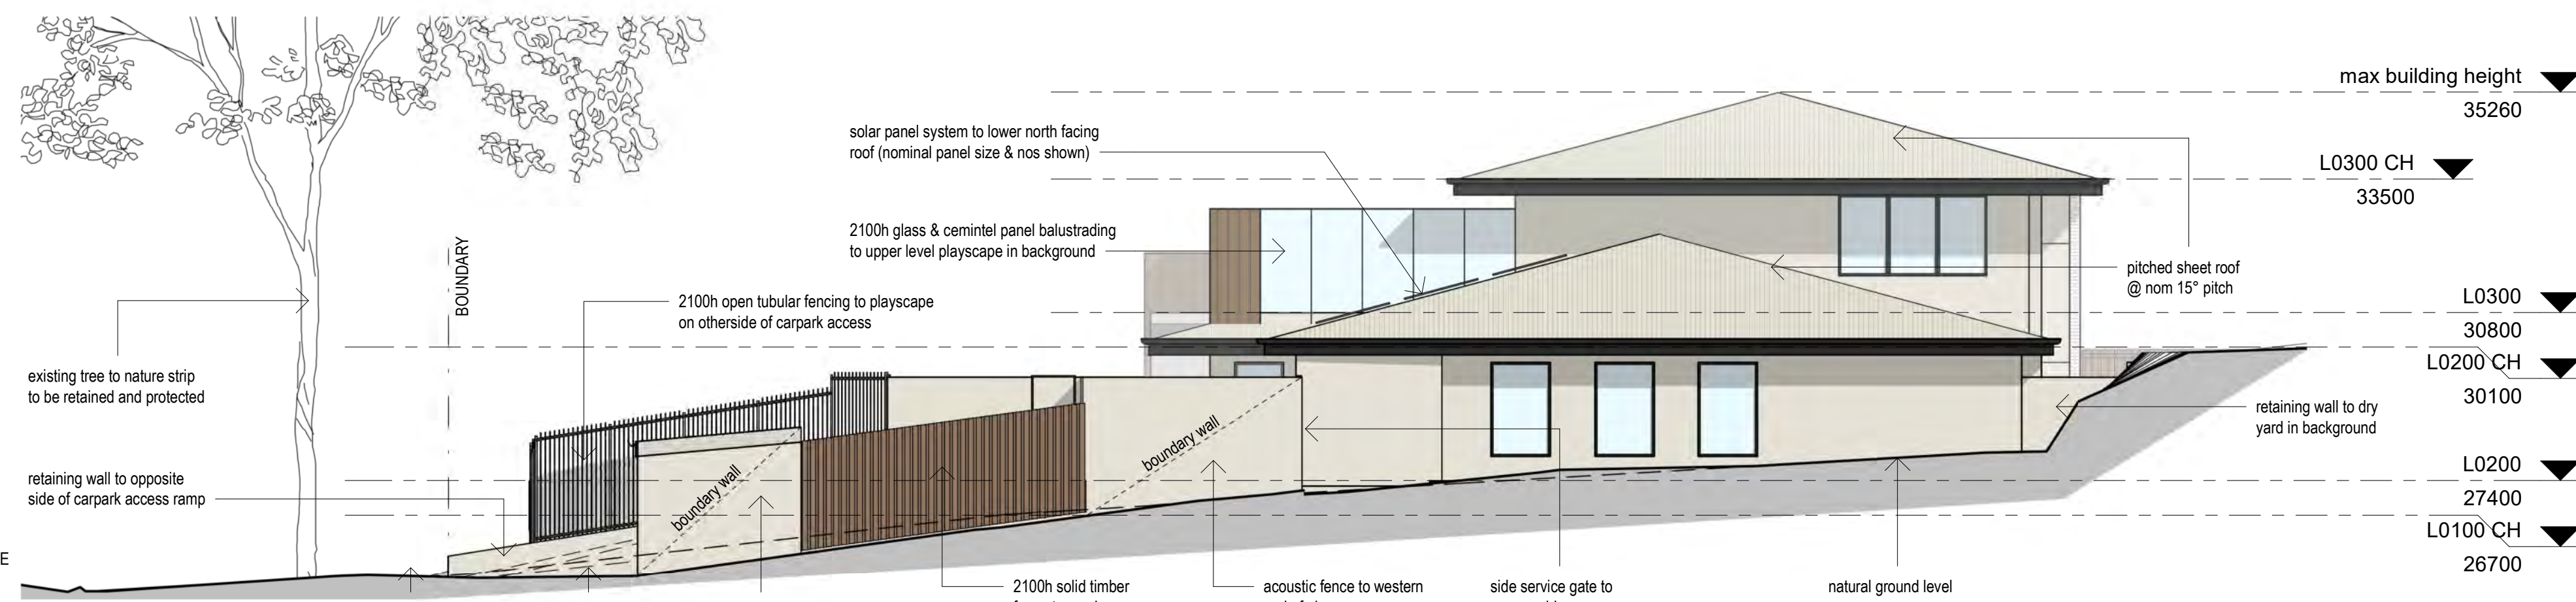 max building height
35260
solar panel system to lower north facing
roof (nominal panel size & nos shown)
L0300 CH
33500
2100h glass & cemintel panel balustrading
to upper level playscape in background
BOUNDARY
pitched sheet roof
@ nom 15° pitch
2100h open tubular fencing to playscape
on otherside of carpark access
L0300
30800
existing tree to nature strip
to be retained and protected
L0200 CH
30100
retaining wall to dry
yard in background
boundary wall
boundary wall
retaining wall to opposite
side of carpark access ramp
L0200
27400
L0100 CH
26700
E
2100h solid timber
acoustic fence to western
side service gate to
natural ground level